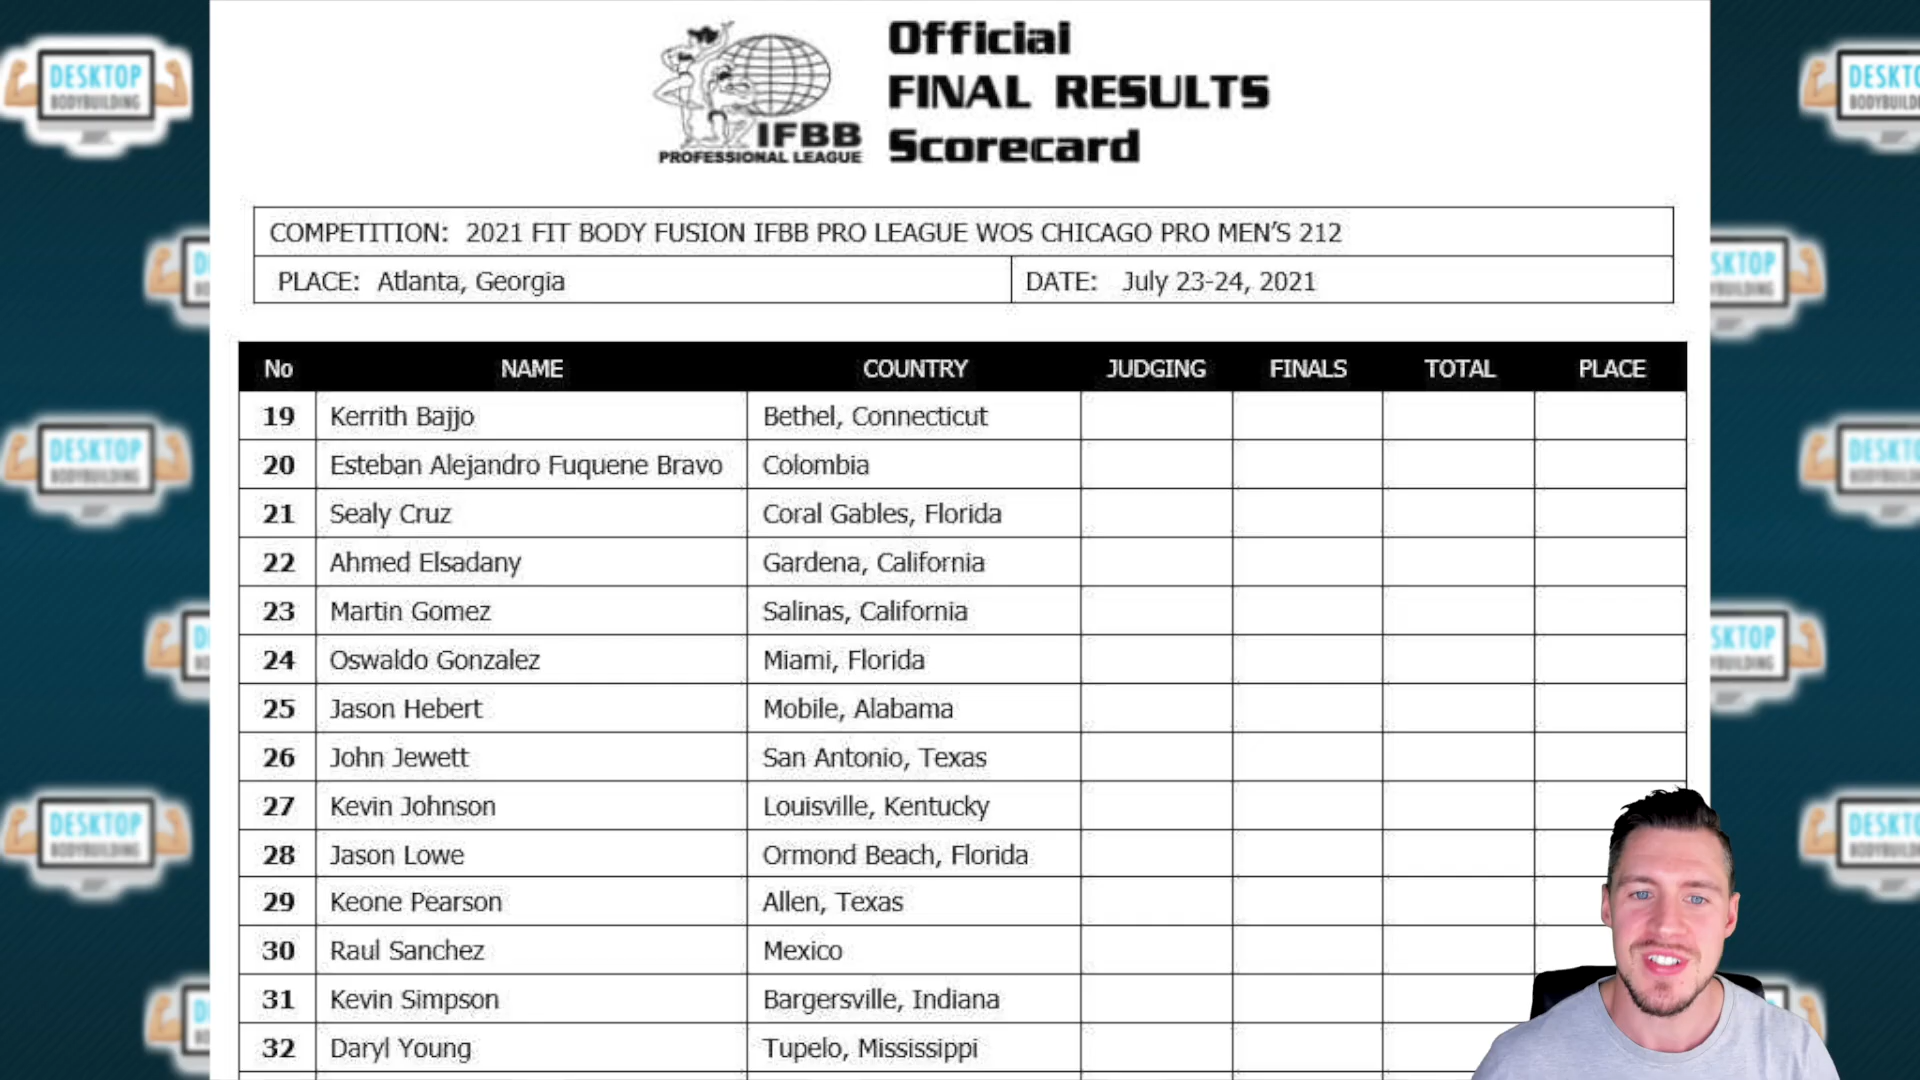 Official
FINAL RESULTS
Scorecard
IFBB
PROFESSIONAL LEAGUE
COMPETITION: 2021 FIT BODY FUSION IFBB PRO LEAGUE WOS CHICAGO PRO MEN'S 212
PLACE: Atlanta, Georgia DATE: July 23-24, 2021
No NAME COUNTRY JUDGING FINALS TOTAL PLACE
19 Kerrith Bajjo Bethel, Connecticut
20 Esteban Alejandro Fuquene Bravo Colombia
21 Sealy Cruz Coral Gables, Florida
22 Ahmed Elsadany Gardena, California
23 Martin Gomez Salinas, California
24 Oswaldo Gonzalez Miami, Florida
25 Jason Hebert Mobile, Alabama
26 John Jewett San Antonio, Texas
27 Kevin Johnson Louisville, Kentucky
28 Jason Lowe Ormond Beach, Florida
29 Keone Pearson Allen, Texas
30 Raul Sanchez Mexico
31 Kevin Simpson Bargersville, Indiana
32 Daryl Young Tupelo, Mississippi
DESKTOP
BODYBUILDING
DESKTOP
BODYBUILDING
DESKTOP
BODYBUILDING